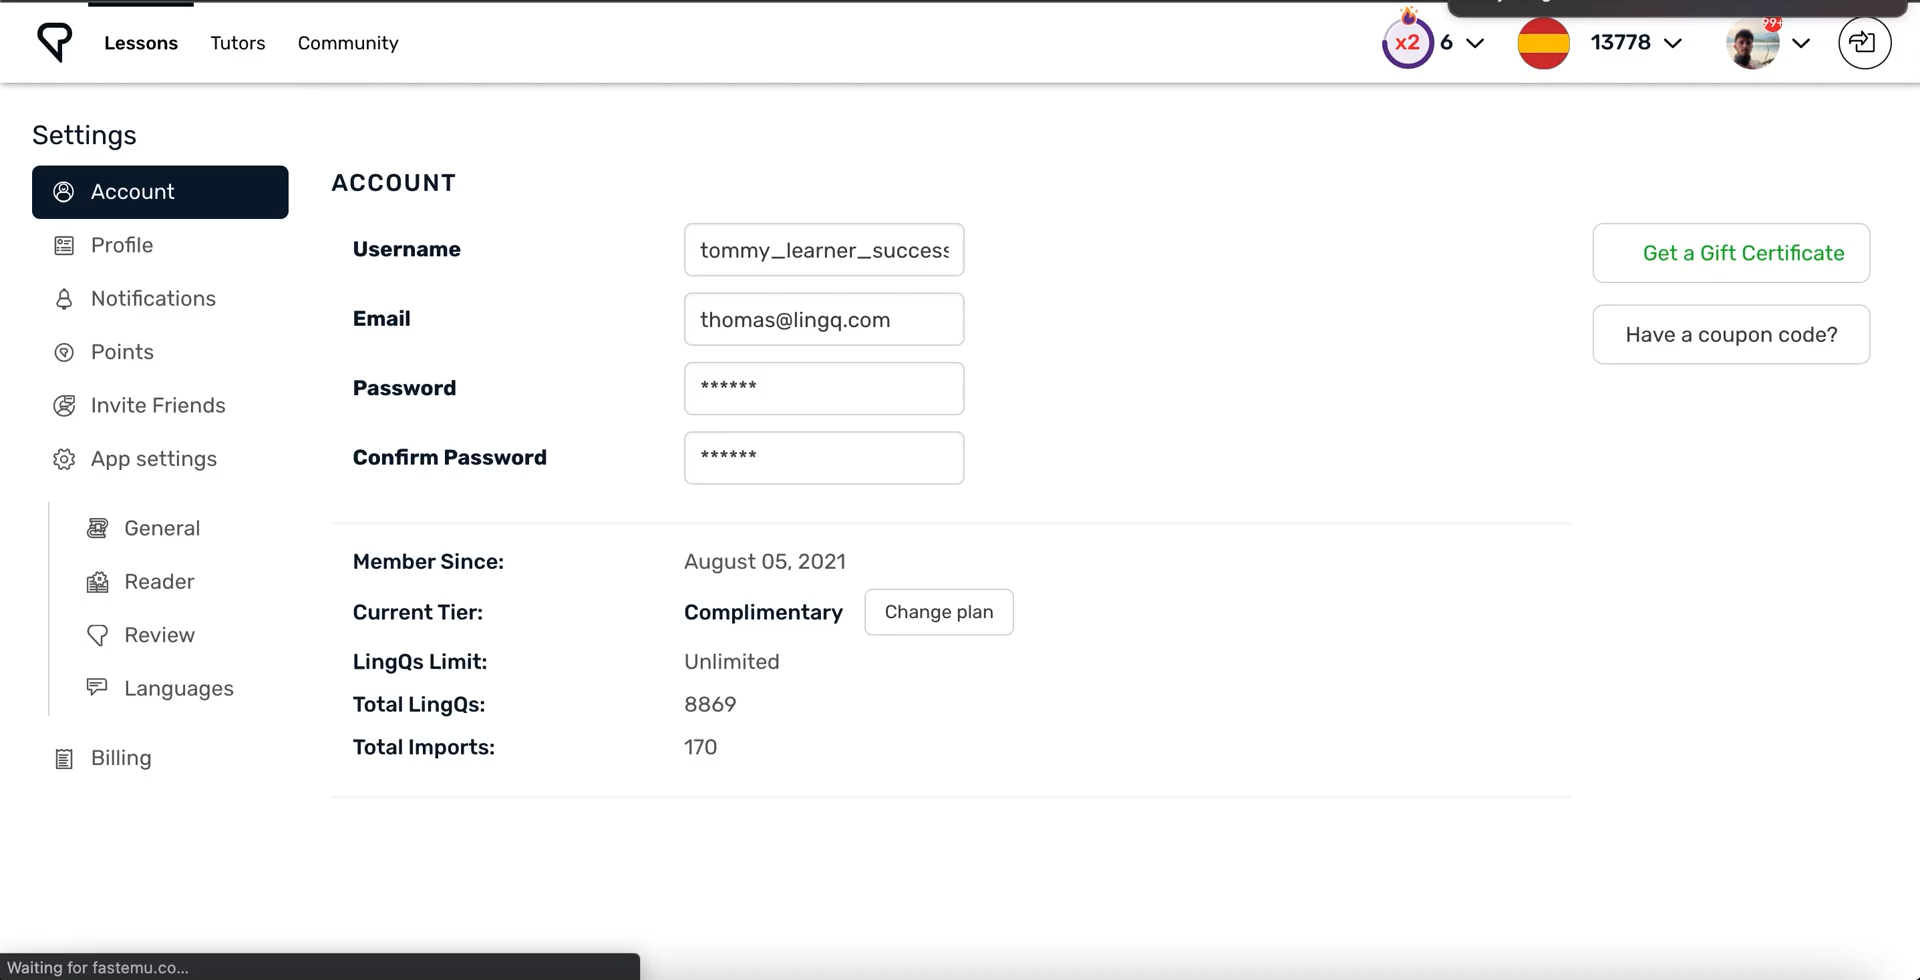 Lessons Tutors Community x2 6 13778 99+
Settings
Account
Profile
Notifications
Points
Invite Friends
App settings
General
Reader
Review
Languages
Billing
ACCOUNT
Username tommy_learner_success
Email thomas@lingq.com
Password ******
Confirm Password ******
Get a Gift Certificate
Have a coupon code?
Member Since: August 05, 2021
Current Tier: Complimentary Change plan
LingQs Limit: Unlimited
Total LingQs: 8869
Total Imports: 170
Waiting for fastemu.co...